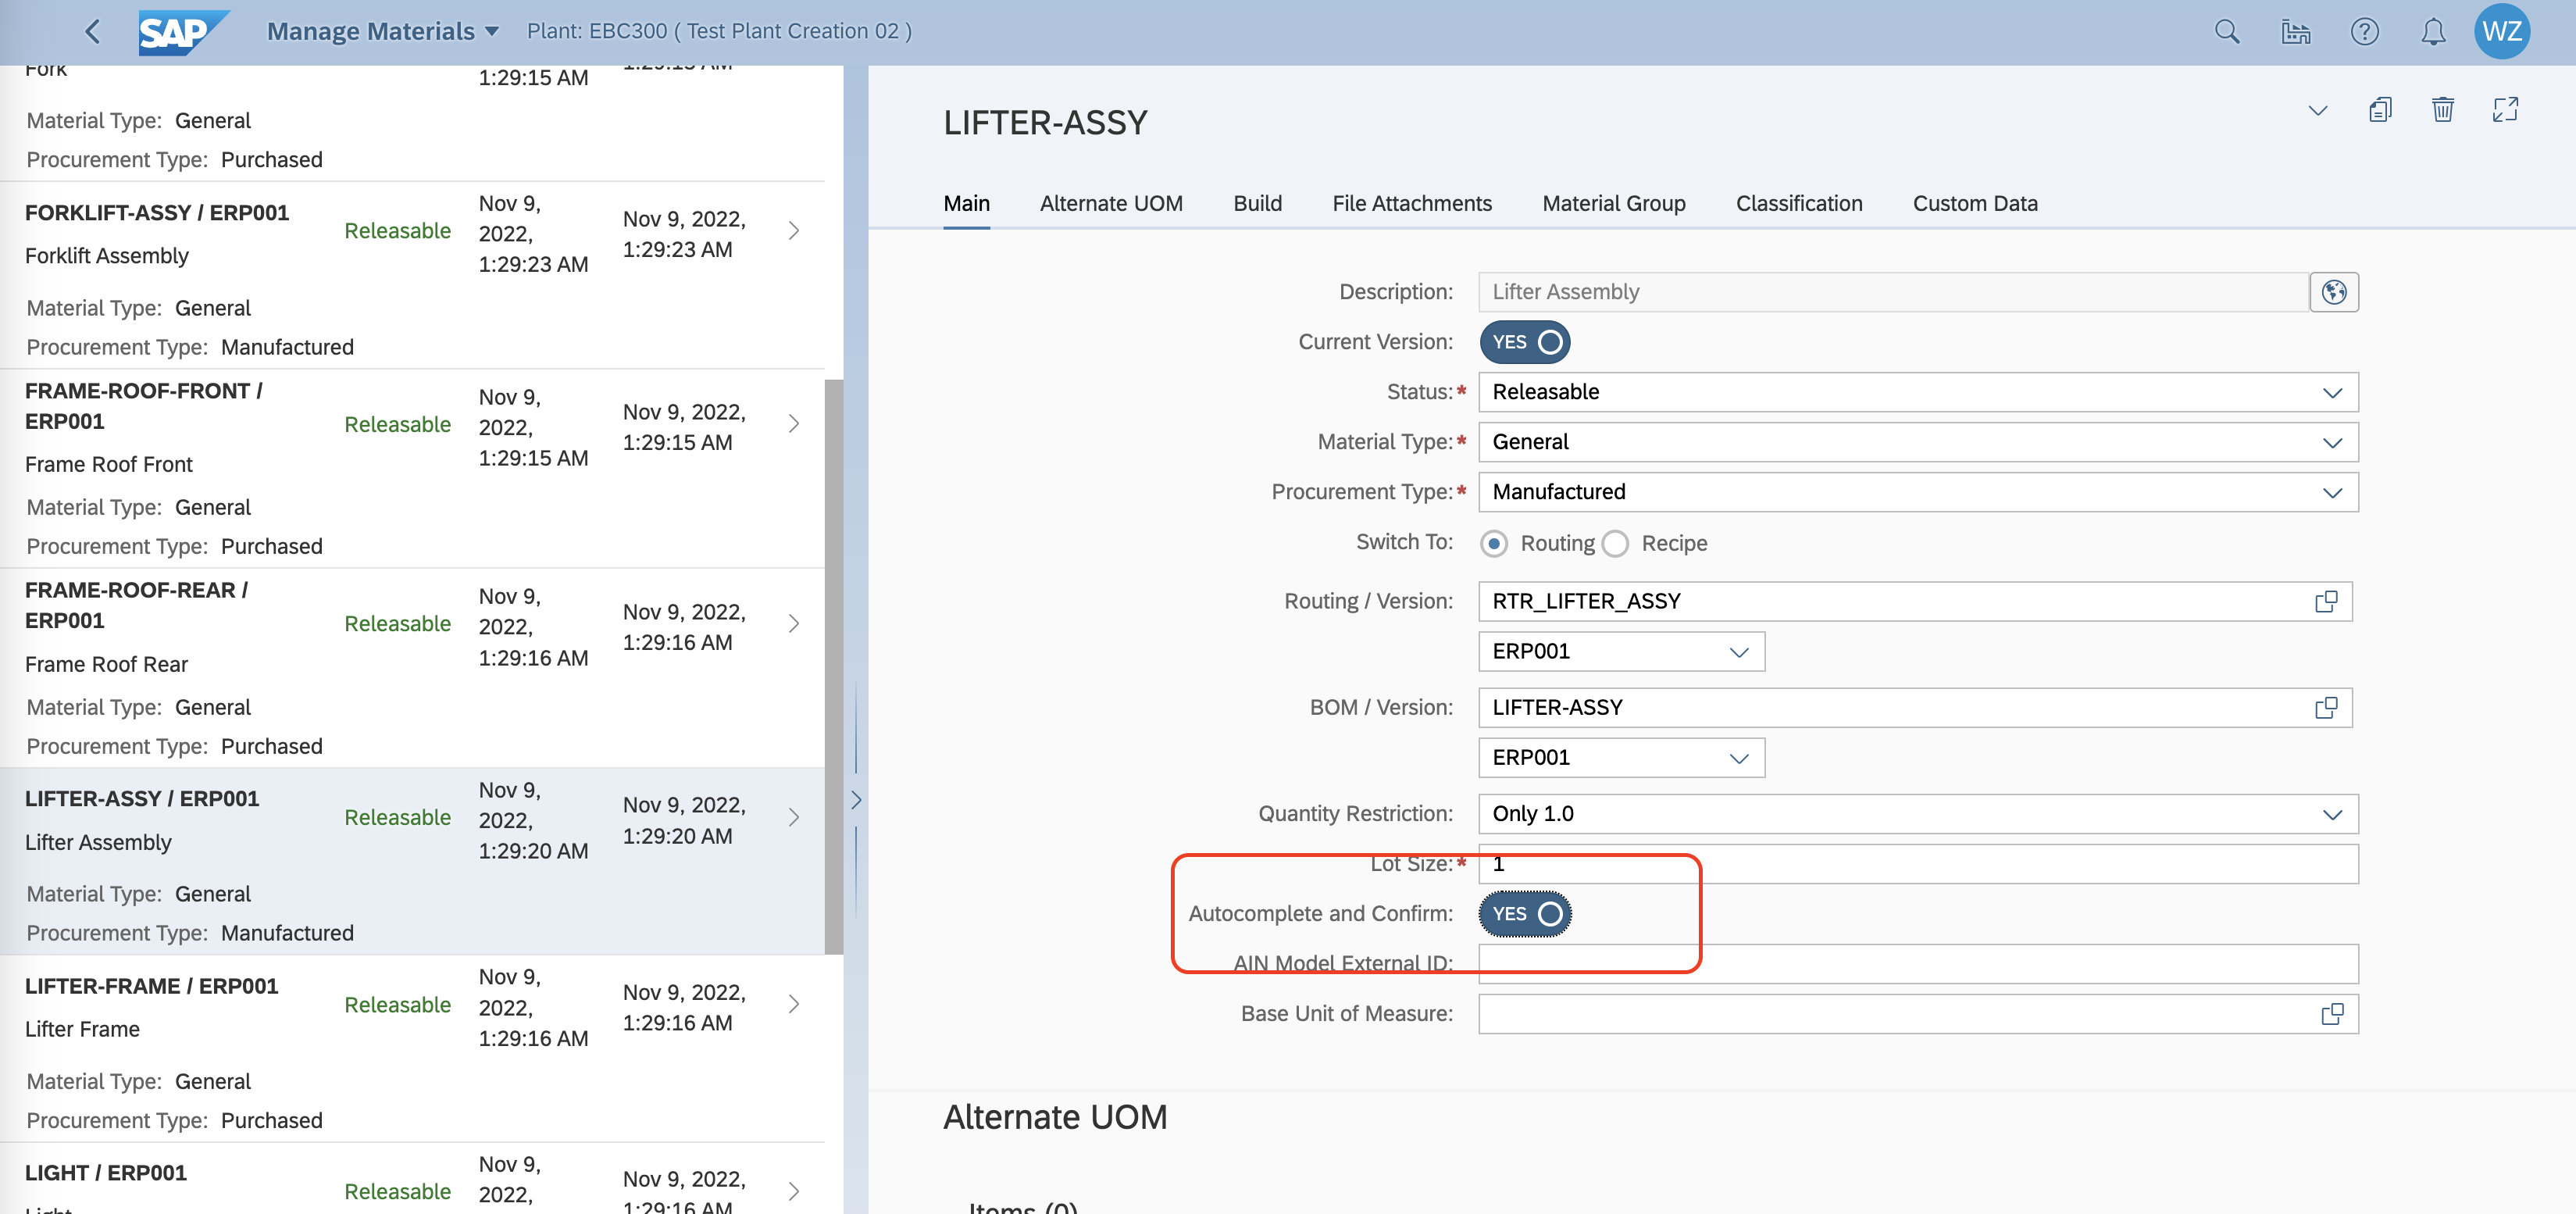 SAP Manage Materials Plant: EBC300 ( Test Plant Creation 02 ) WZ
Fork
1:29:15 AM
1:29:15 AM
Material Type: General
Procurement Type: Purchased
FORKLIFT-ASSY / ERP001
Forklift Assembly
Releasable
Nov 9,
2022,
1:29:23 AM
Nov 9, 2022,
1:29:23 AM
Material Type: General
Procurement Type: Manufactured
FRAME-ROOF-FRONT /
ERP001
Frame Roof Front
Releasable
Nov 9,
2022,
1:29:15 AM
Nov 9, 2022,
1:29:15 AM
Material Type: General
Procurement Type: Purchased
FRAME-ROOF-REAR /
ERP001
Frame Roof Rear
Releasable
Nov 9,
2022,
1:29:16 AM
Nov 9, 2022,
1:29:16 AM
Material Type: General
Procurement Type: Purchased
LIFTER-ASSY / ERP001
Lifter Assembly
Releasable
Nov 9,
2022,
1:29:20 AM
Nov 9, 2022,
1:29:20 AM
Material Type: General
Procurement Type: Manufactured
LIFTER-FRAME / ERP001
Lifter Frame
Releasable
Nov 9,
2022,
1:29:16 AM
Nov 9, 2022,
1:29:16 AM
Material Type: General
Procurement Type: Purchased
LIGHT / ERP001
Light
Releasable
Nov 9,
2022,
Nov 9, 2022,
1:29:16 AM
LIFTER-ASSY
Main Alternate UOM Build File Attachments Material Group Classification Custom Data
Description: Lifter Assembly
Current Version: YES
Status:* Releasable
Material Type:* General
Procurement Type:* Manufactured
Switch To: Routing Recipe
Routing / Version: RTR_LIFTER_ASSY
ERP001
BOM / Version: LIFTER-ASSY
ERP001
Quantity Restriction: Only 1.0
Lot Size:* 1
Autocomplete and Confirm: YES
AIN Model External ID:
Base Unit of Measure:
Alternate UOM
Items (0)